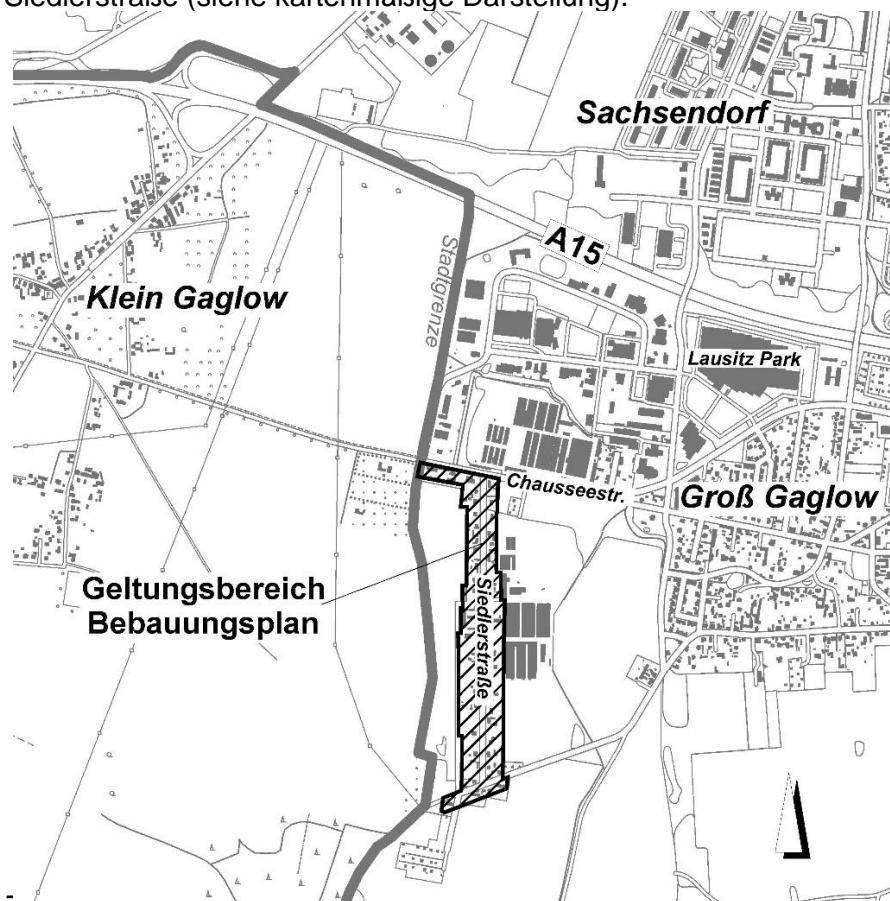 Siedlerstraße (siehe kartenmäßige Darstellung).
Sachsendorf
A15
Stadtgrenze
Klein Gaglow
Lausitz Park
Chausseestr.
Groß Gaglow
Geltungsbereich
Bebauungsplan
Siedlerstraße
-